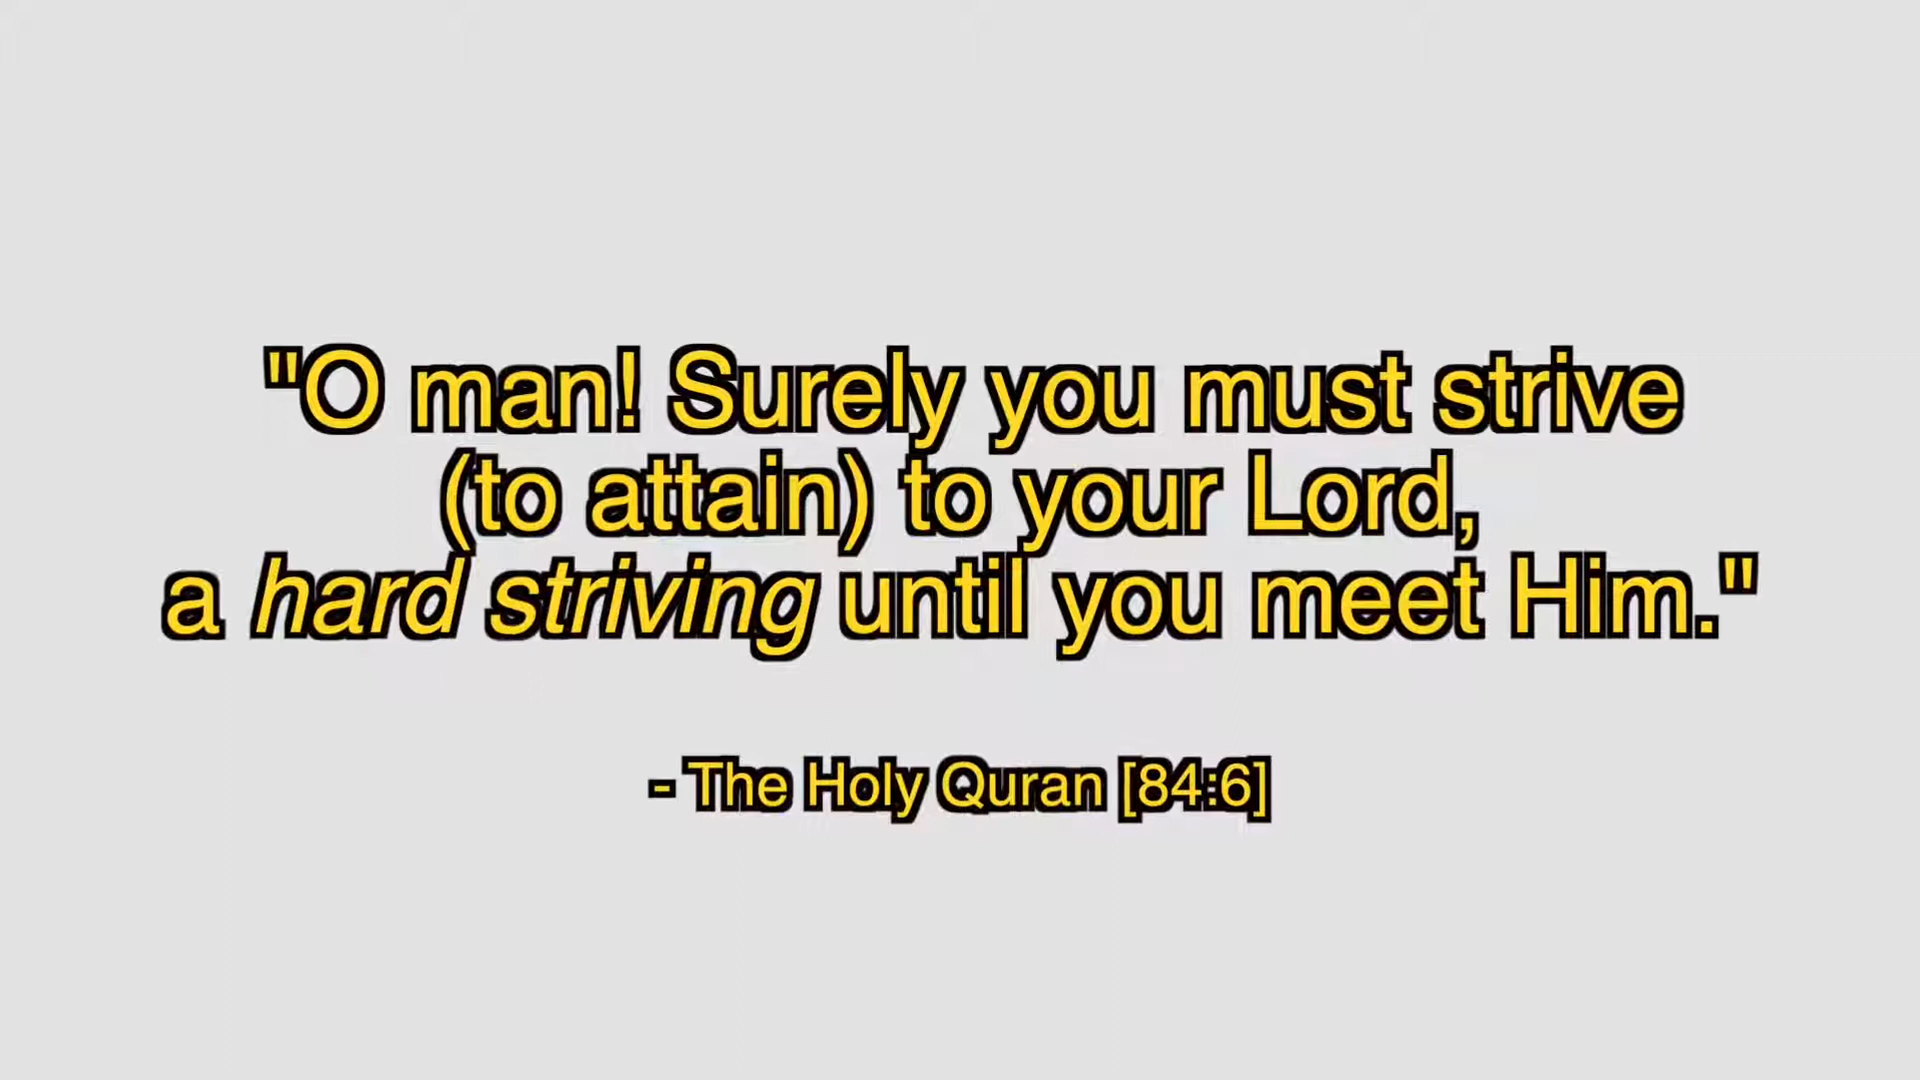 "O man! Surely you must strive
(to attain) to your Lord,
a hard striving until you meet Him."
- The Holy Quran [84:6]